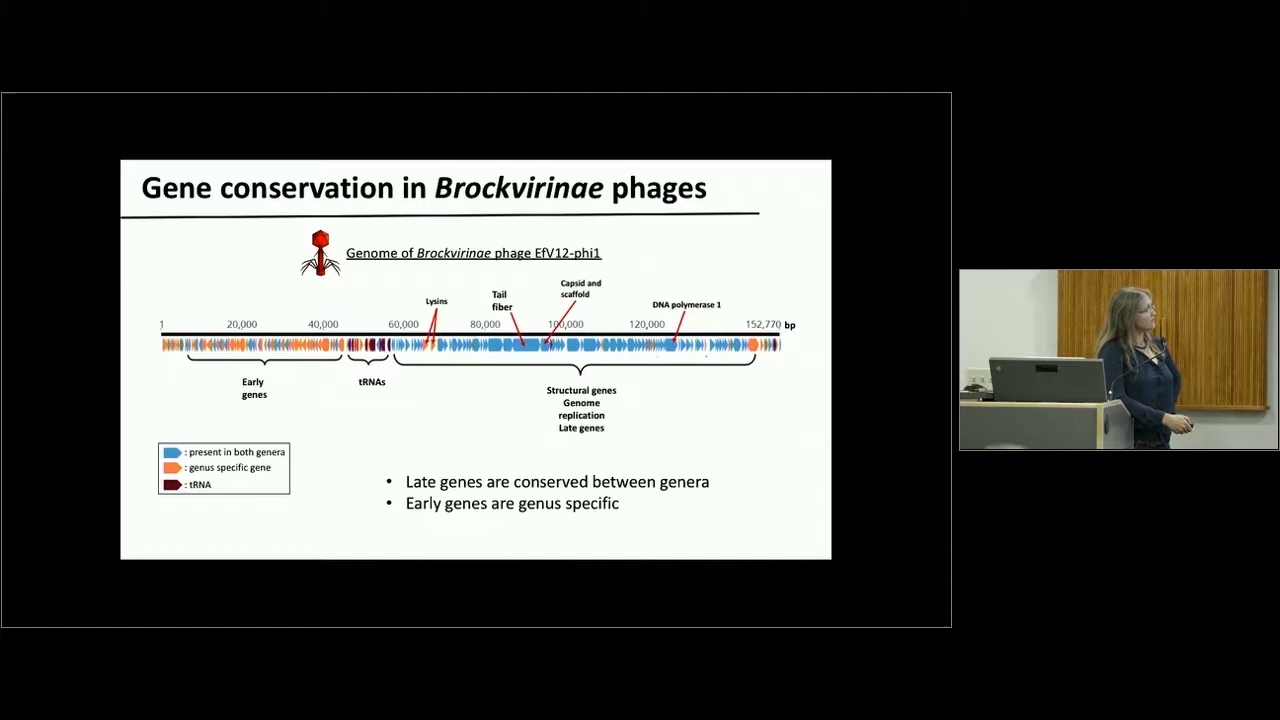 Gene conservation in Brockvirinae phages
Genome of Brockvirinae phage EfV12-phi1
Lysins
Tail
fiber
Capsid and
scaffold
DNA polymerase 1
1 20,000 40,000 60,000 80,000 100,000 120,000 152,770 bp
Early
genes
tRNAs
Structural genes
Genome
replication
Late genes
: present in both genera
: genus specific gene
: tRNA
• Late genes are conserved between genera
• Early genes are genus specific